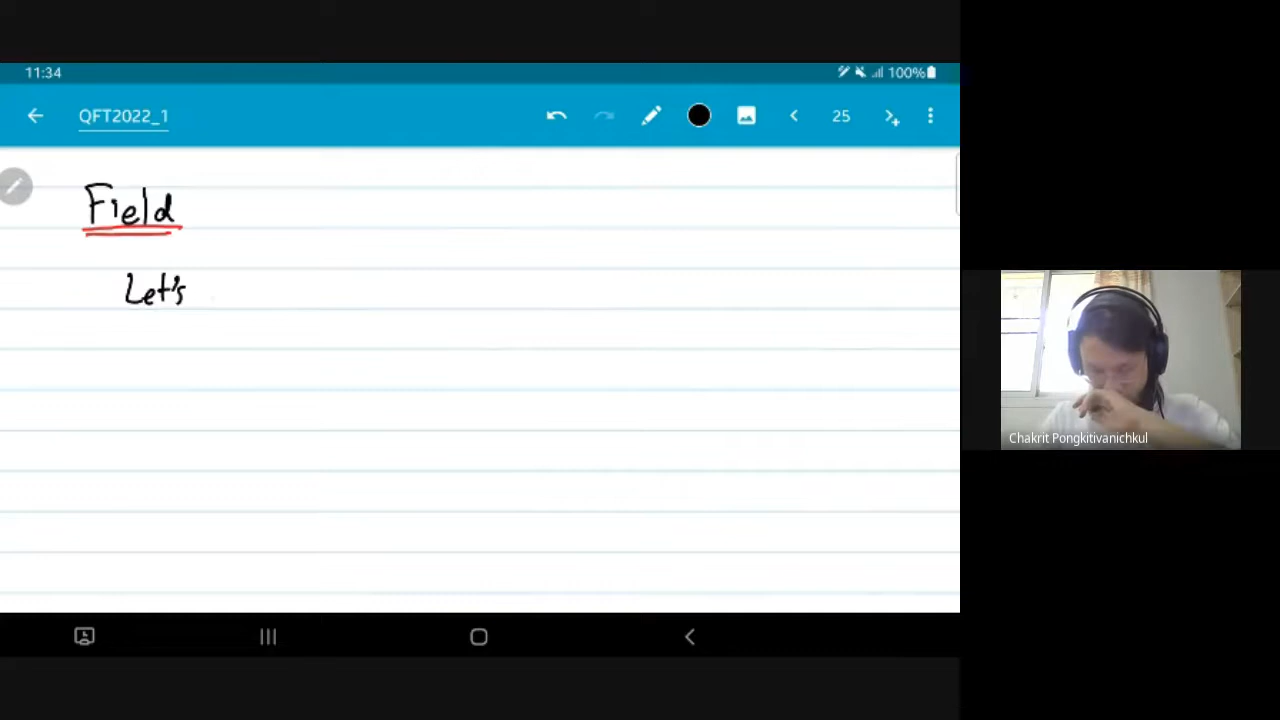 11:34
100%
QFT2022_1
25
Field
Let's
Chakrit Pongkitivanichkul